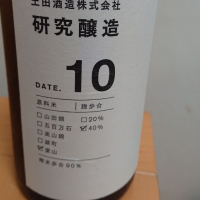 土田酒造株式会社
研究醸造
DATE. 10
原料米 麹歩合
□山田錦 □20%
□五百万石 ☑40%
□美山錦
□雄町
☑愛山
精米歩合90%